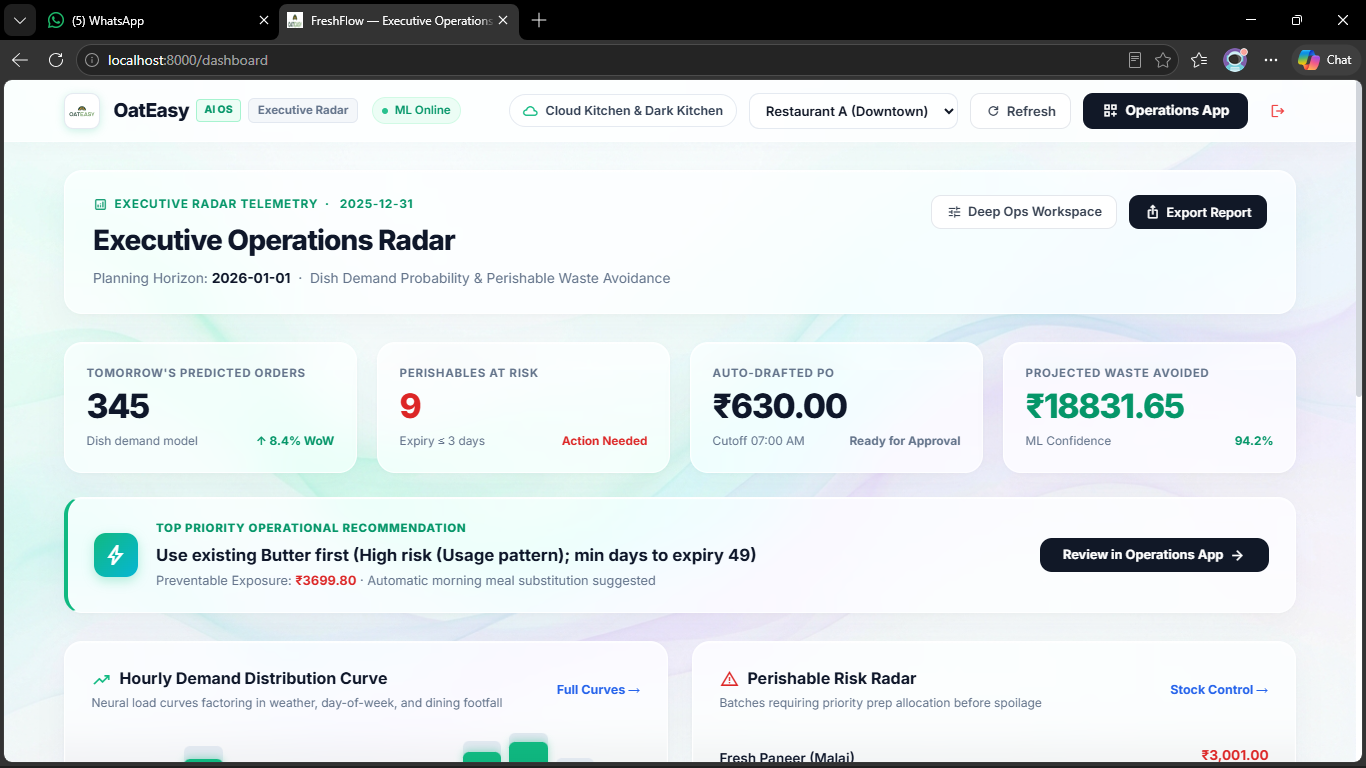 (5) WhatsApp
FreshFlow — Executive Operations
localhost:8000/dashboard
Chat
OATEASY
OatEasy
AI OS
Executive Radar
ML Online
Cloud Kitchen & Dark Kitchen
Restaurant A (Downtown)
Refresh
Operations App
EXECUTIVE RADAR TELEMETRY · 2025-12-31
Deep Ops Workspace
Export Report
Executive Operations Radar
Planning Horizon: 2026-01-01 · Dish Demand Probability & Perishable Waste Avoidance
TOMORROW'S PREDICTED ORDERS
345
Dish demand model
↑ 8.4% WoW
PERISHABLES AT RISK
9
Expiry ≤ 3 days
Action Needed
AUTO-DRAFTED PO
₹630.00
Cutoff 07:00 AM
Ready for Approval
PROJECTED WASTE AVOIDED
₹18831.65
ML Confidence
94.2%
TOP PRIORITY OPERATIONAL RECOMMENDATION
Use existing Butter first (High risk (Usage pattern); min days to expiry 49)
Preventable Exposure: ₹3699.80 · Automatic morning meal substitution suggested
Review in Operations App →
Hourly Demand Distribution Curve
Neural load curves factoring in weather, day-of-week, and dining footfall
Full Curves →
Perishable Risk Radar
Batches requiring priority prep allocation before spoilage
Stock Control →
Fresh Paneer (Malai)
₹3,001.00